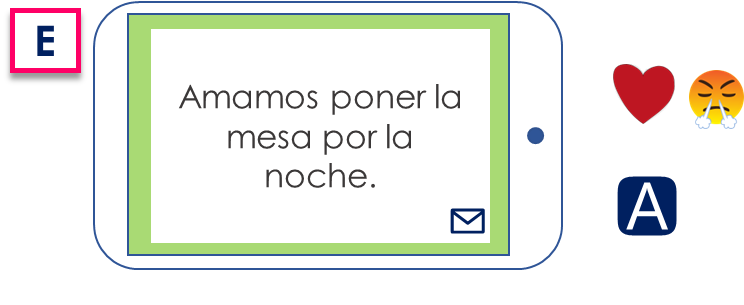 E
Amamos poner la
mesa por la
noche.
A